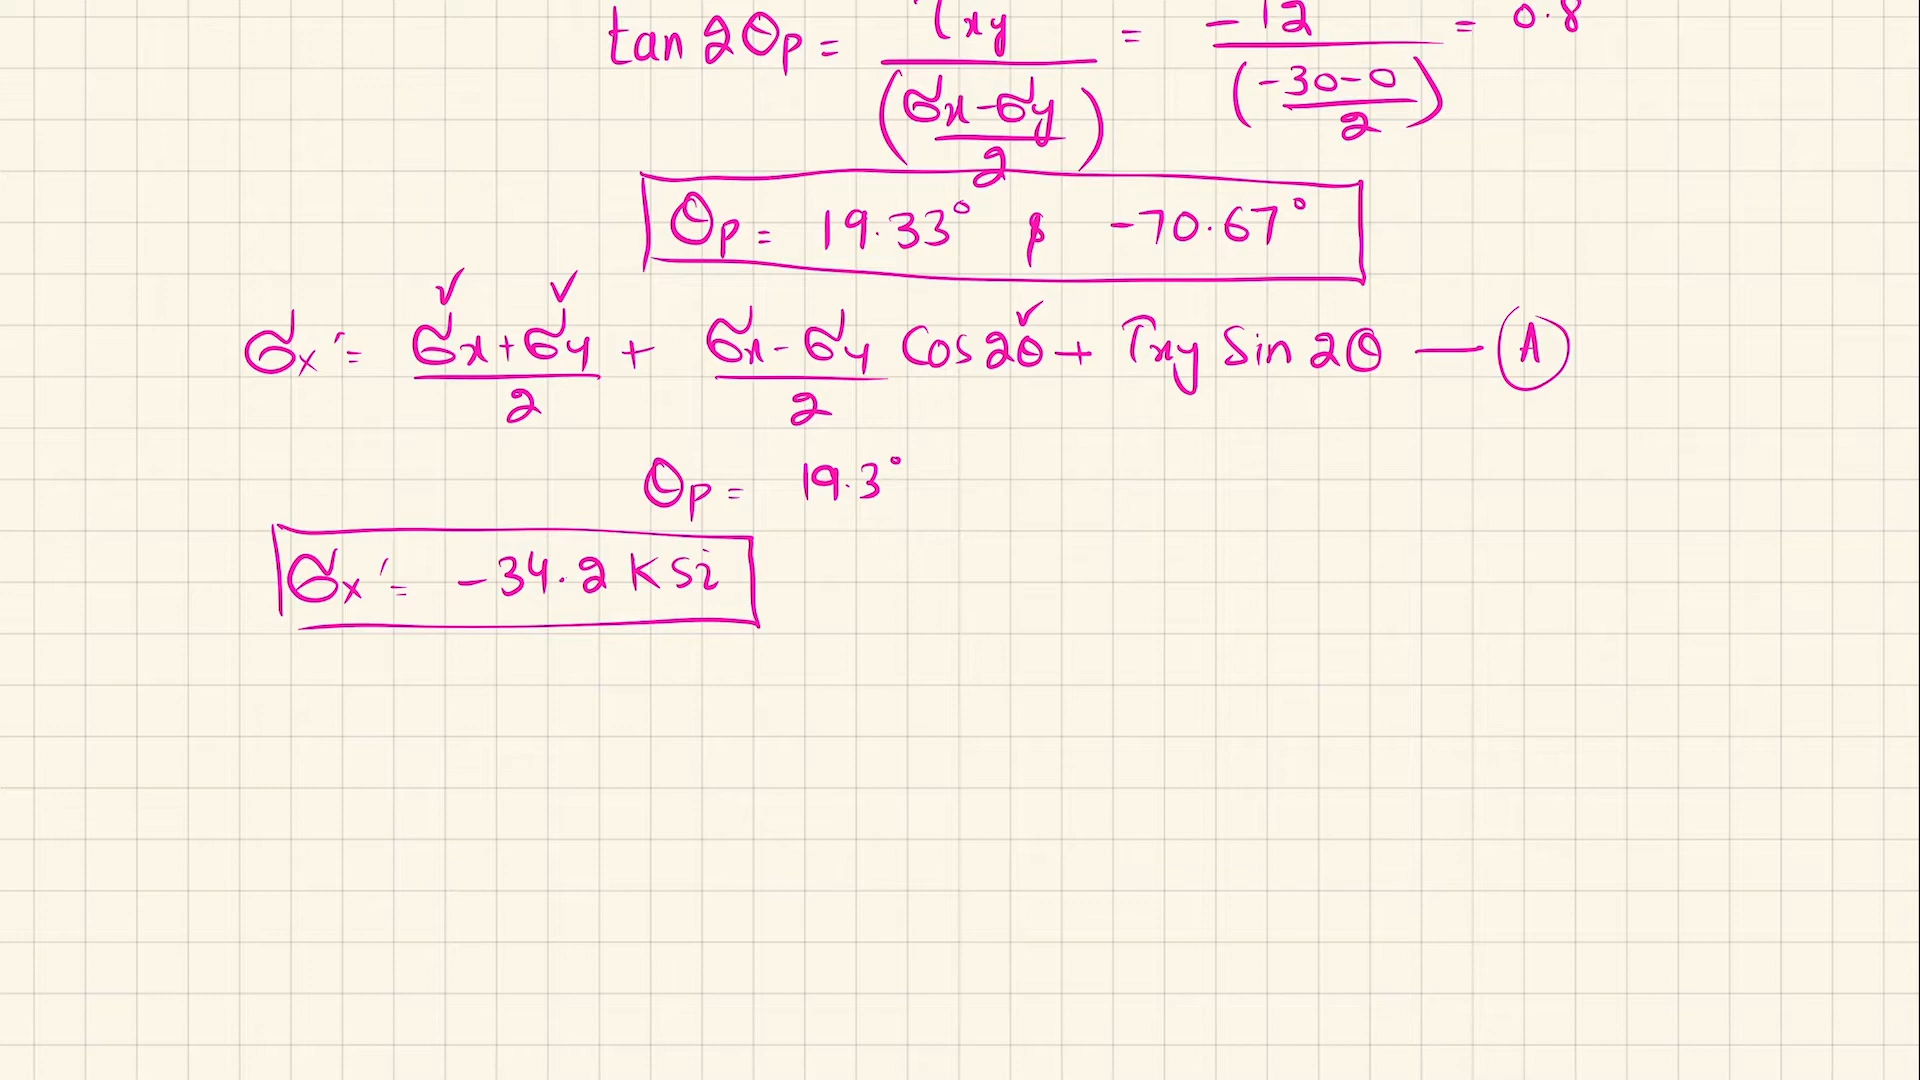 tan 2θp = τxy / ((σx-σy)/2) = -12 / ((-30-0)/2) = 0.8
θp = 19.33° & -70.67°
σx' = (σx+σy)/2 + (σx-σy)/2 Cos 2θ + τxy Sin 2θ — (A)
θp = 19.3°
σx' = -34.2 ksi